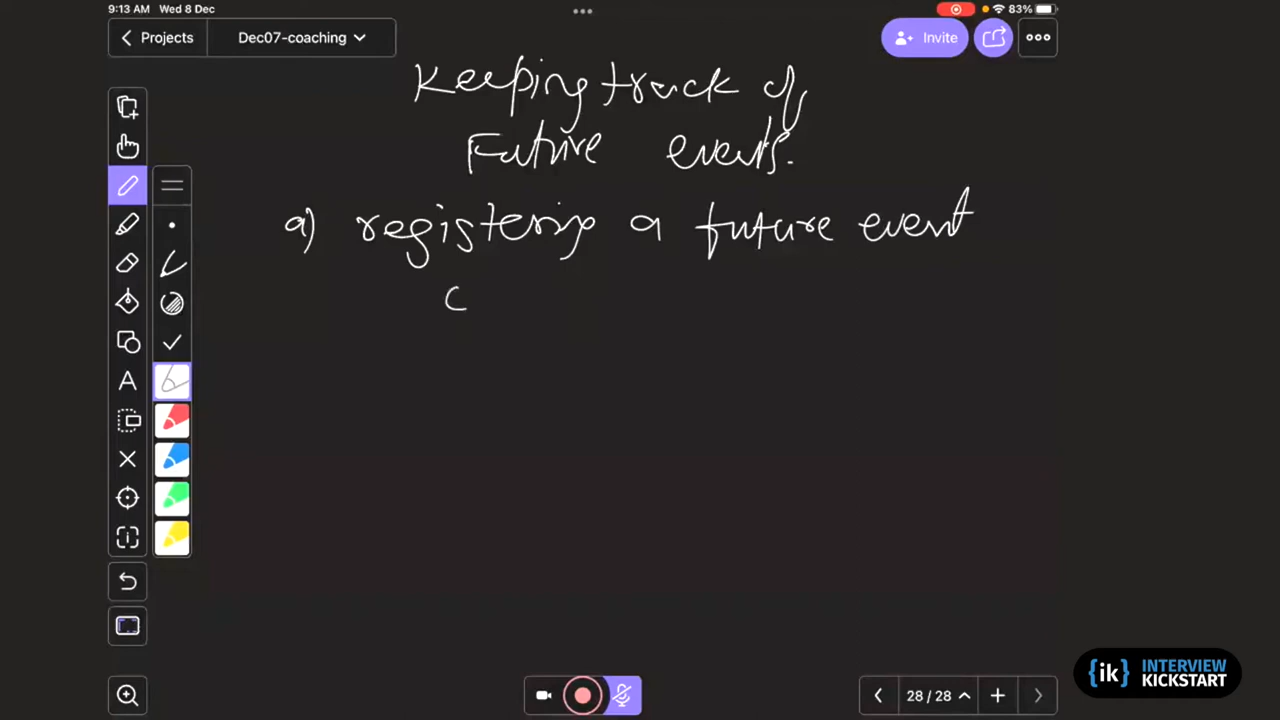 9:13 AM Wed 8 Dec
83%
Projects
Dec07-coaching
Invite
Keeping track of
Future events.
a) registering a future event
C
A
28 / 28
{ik} INTERVIEW
KICKSTART